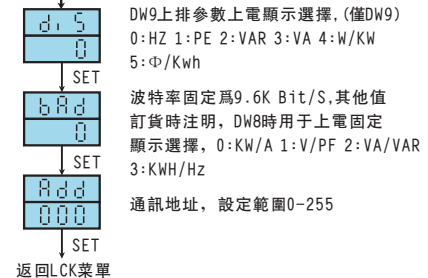 di S
0
DW9上排參數上電顯示選擇,(僅DW9)
0:HZ 1:PE 2:VAR 3:VA 4:W/KW
5:Φ/Kwh
SET
bAd
0
波特率固定爲9.6K Bit/S,其他值
訂貨時注明, DW8時用于上電固定
顯示選擇, 0:KW/A 1:V/PF 2:VA/VAR
3:KWH/Hz
SET
Add
000
通訊地址, 設定範圍0-255
SET
返回LCK菜單